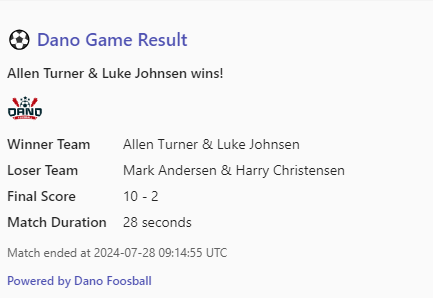 Dano Game Result
Allen Turner & Luke Johnsen wins!
DANO
Winner Team Allen Turner & Luke Johnsen
Loser Team Mark Andersen & Harry Christensen
Final Score 10 - 2
Match Duration 28 seconds
Match ended at 2024-07-28 09:14:55 UTC
Powered by Dano Foosball